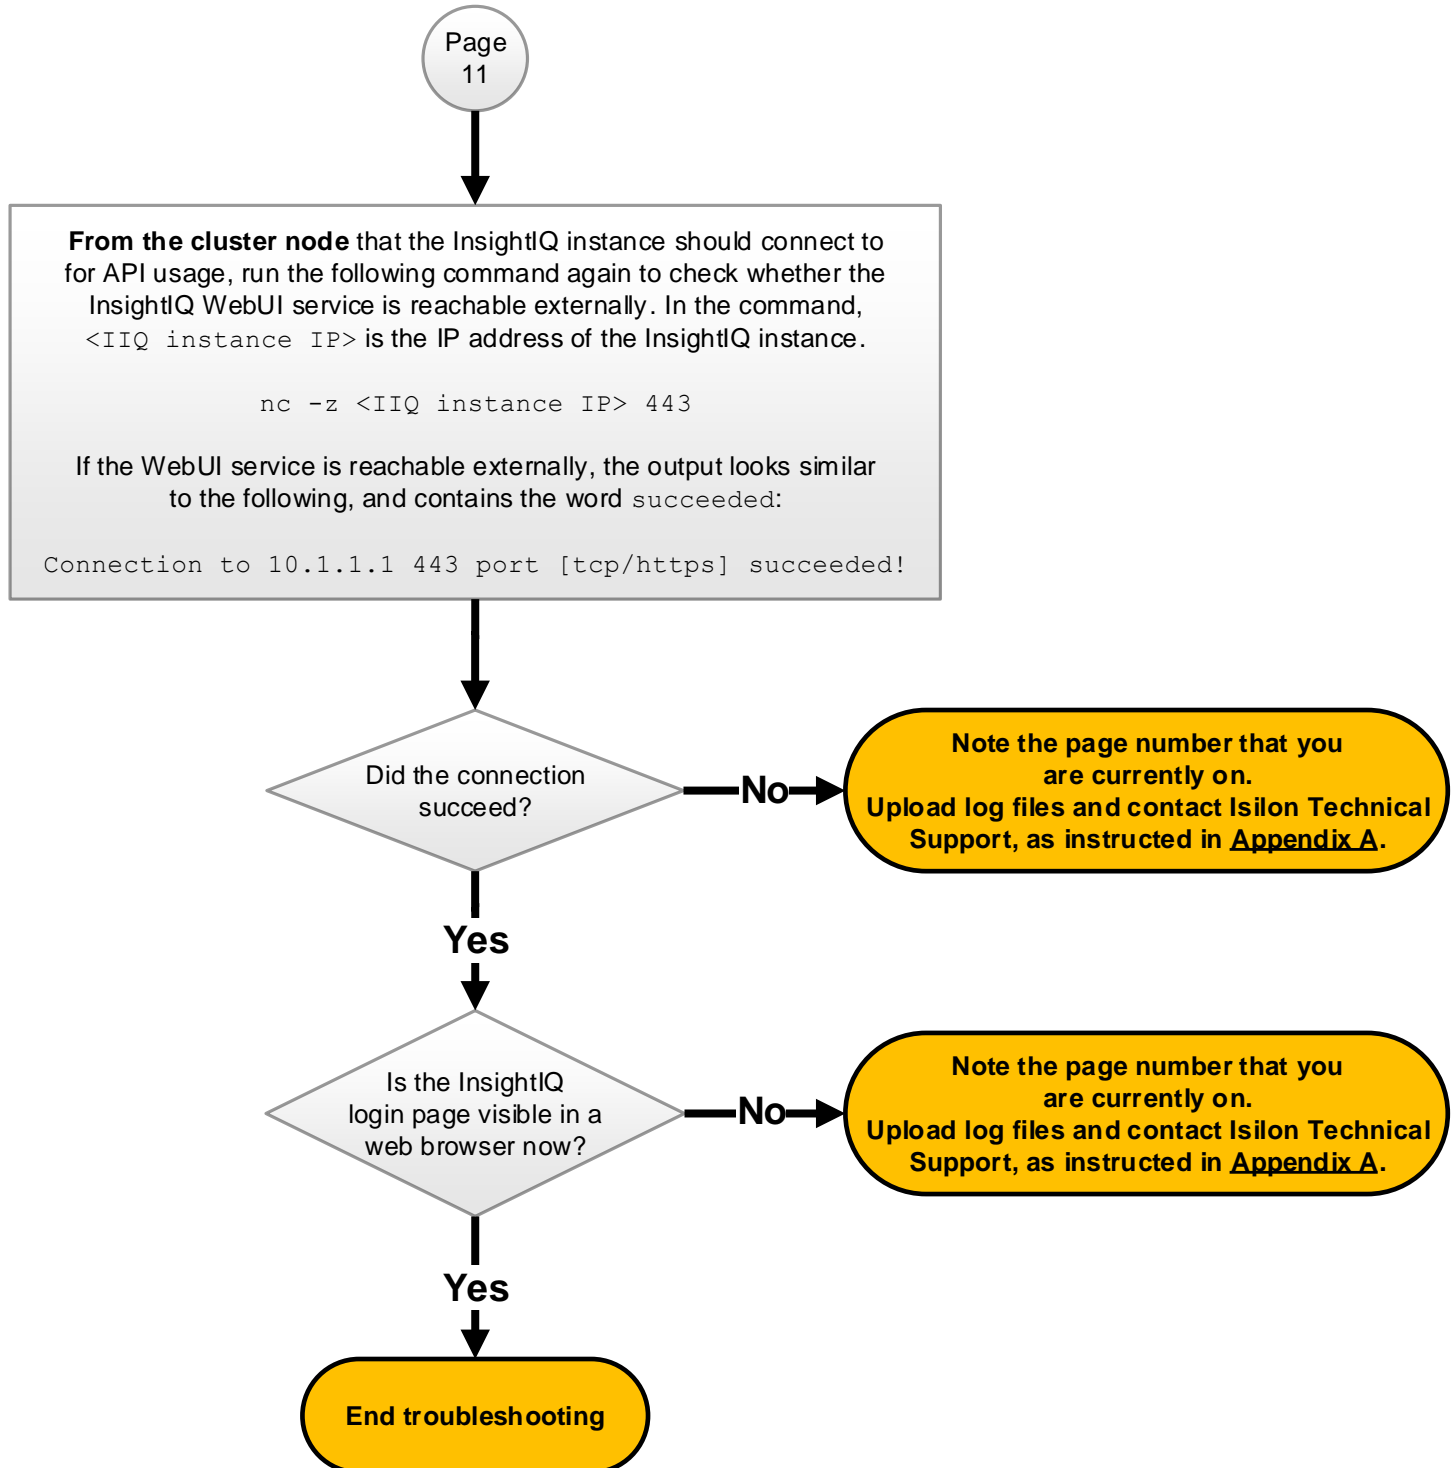 Page
11
From the cluster node that the InsightIQ instance should connect to
for API usage, run the following command again to check whether the
InsightIQ WebUI service is reachable externally. In the command,
<IIQ instance IP> is the IP address of the InsightIQ instance.
nc -z <IIQ instance IP> 443
If the WebUI service is reachable externally, the output looks similar
to the following, and contains the word succeeded:
Connection to 10.1.1.1 443 port [tcp/https] succeeded!
Did the connection
succeed?
No
Note the page number that you
are currently on.
Upload log files and contact Isilon Technical
Support, as instructed in Appendix A.
Yes
Is the InsightIQ
login page visible in a
web browser now?
No
Note the page number that you
are currently on.
Upload log files and contact Isilon Technical
Support, as instructed in Appendix A.
Yes
End troubleshooting